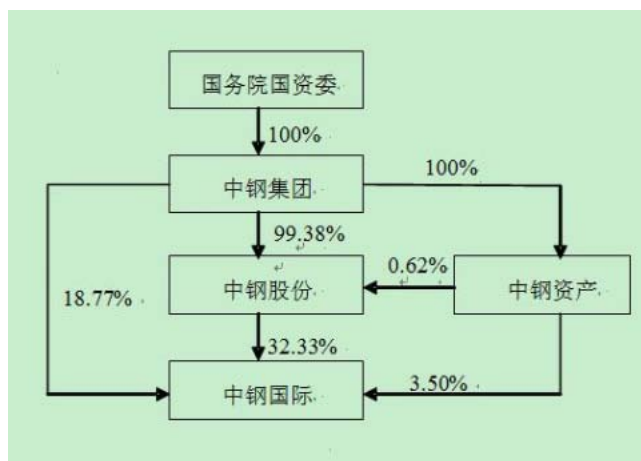 国务院国资委
100%
中钢集团
100%
99.38%
18.77%
中钢股份
0.62%
中钢资产
32.33%
中钢国际
3.50%